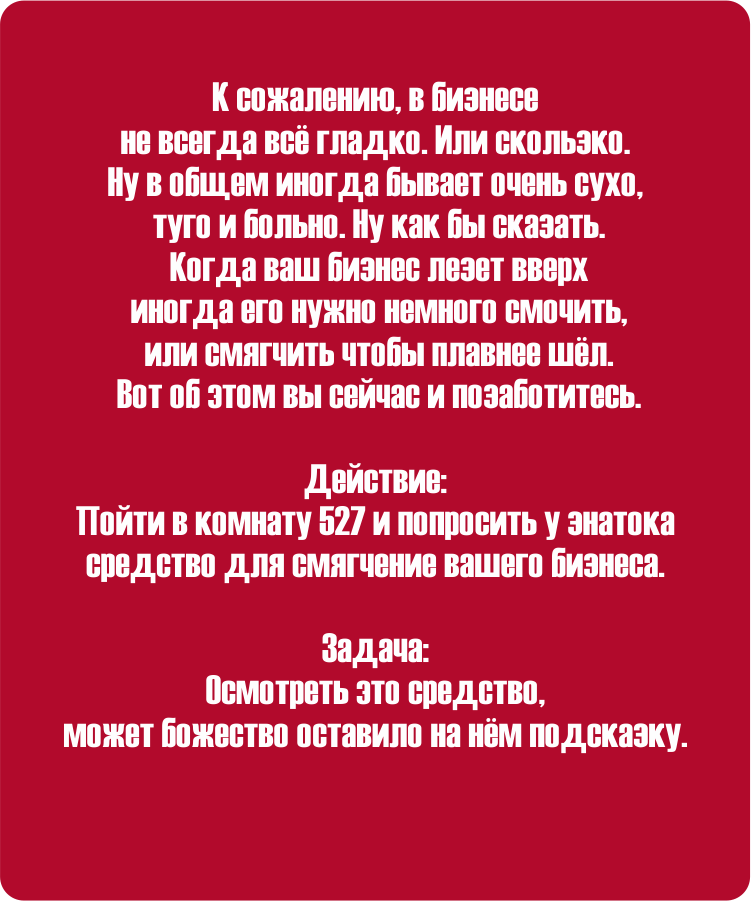 К сожалению, в биэнесе
не всегда всё гладко. Или скольэко.
Ну в общем иногда бывает очень сухо,
туго и больно. Ну как бы скаэать.
Когда ваш биэнес леэет вверх
иногда его нужно немного смочить,
или смягчить чтобы плавнее шёл.
Вот об этом вы сейчас и поэаботитесь.
Действие:
Пойти в комнату 527 и попросить у энатока
средство для смягчение вашего биэнеса.
Задача:
Осмотреть это средство,
может божество оставило на нём подскаэку.